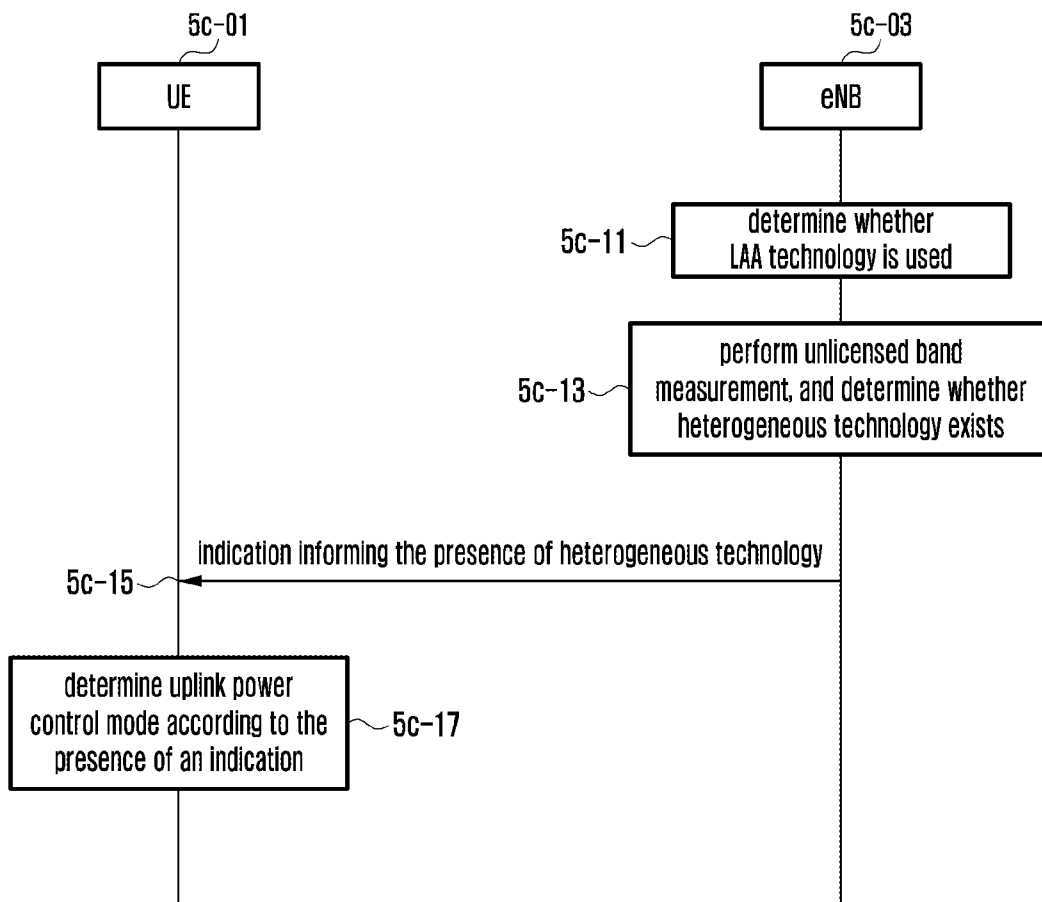 5c-01
5c-03
UE
eNB
determine whether
LAA technology is used
5c-11
perform unlicensed band
measurement, and determine whether
heterogeneous technology exists
5c-13
indication informing the presence of heterogeneous technology
5c-15
determine uplink power
control mode according to the
presence of an indication
5c-17